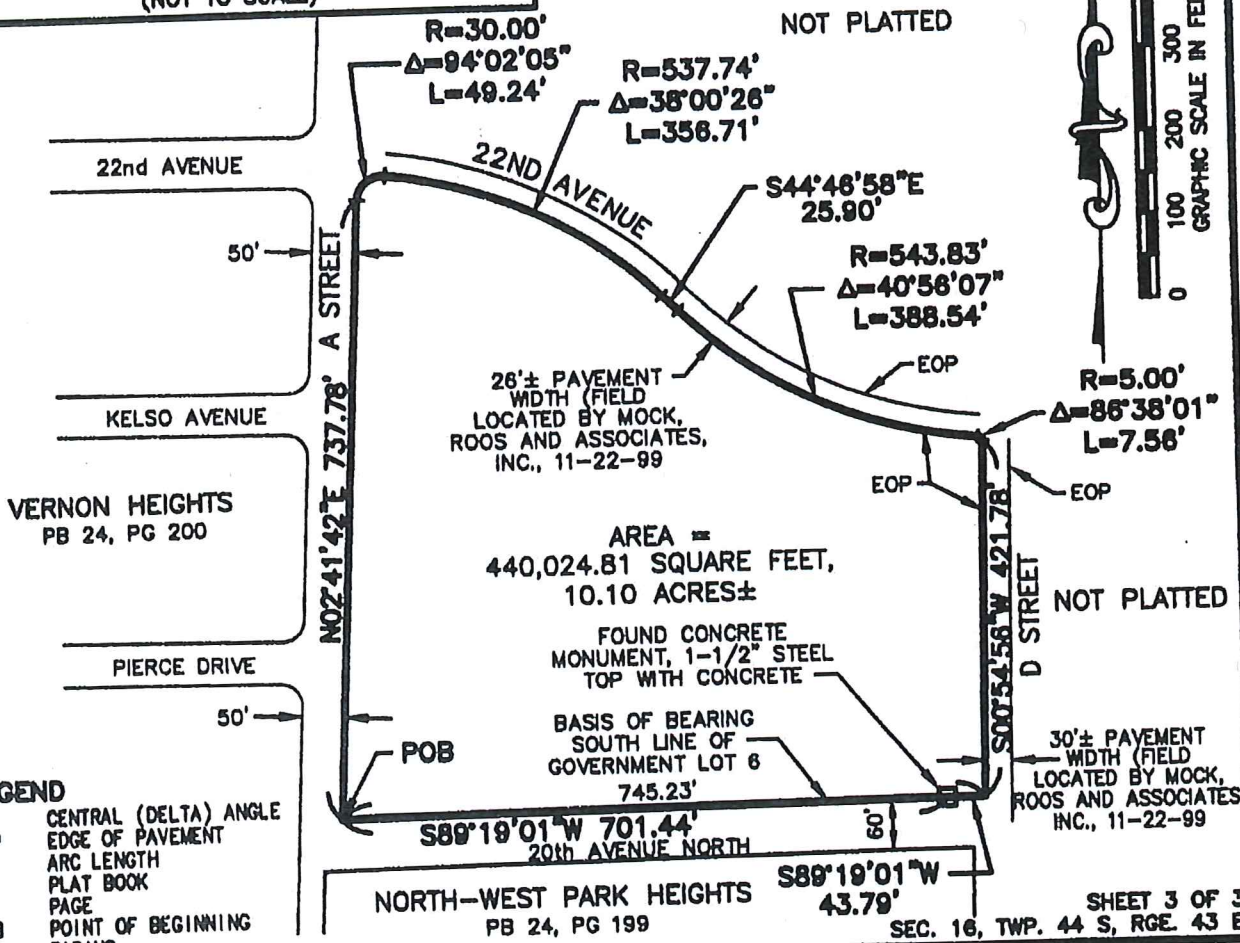 NOT PLATTED
R=30.00'
Δ=94°02'05"
L=49.24'
R=537.74'
Δ=38°00'26"
L=356.71'
22nd AVENUE
22ND AVENUE
S44°46'58"E
25.90'
50'
A STREET
R=543.83'
Δ=40°56'07"
L=388.54'
300
200
100
0
GRAPHIC SCALE IN
EOP
R=5.00'
Δ=86°38'01"
L=7.56'
26'± PAVEMENT
WIDTH (FIELD
LOCATED BY MOCK,
ROOS AND ASSOCIATES,
INC., 11-22-99
KELSO AVENUE
N02°41'42"E 737.78'
EOP
EOP
VERNON HEIGHTS
PB 24, PG 200
AREA =
440,024.81 SQUARE FEET,
10.10 ACRES±
S00°54'56"W 421.78'
D STREET
NOT PLATTED
FOUND CONCRETE
MONUMENT, 1-1/2" STEEL
TOP WITH CONCRETE
PIERCE DRIVE
50'
POB
BASIS OF BEARING
SOUTH LINE OF
GOVERNMENT LOT 6
745.23'
30'± PAVEMENT
WIDTH (FIELD
LOCATED BY MOCK,
ROOS AND ASSOCIATES
INC., 11-22-99
S89°19'01"W 701.44'
20th AVENUE NORTH
60'
S89°19'01"W
43.79'
NORTH-WEST PARK HEIGHTS
PB 24, PG 199
GEND
CENTRAL (DELTA) ANGLE
EDGE OF PAVEMENT
ARC LENGTH
PLAT BOOK
PAGE
POINT OF BEGINNING
SHEET 3 OF 3
SEC. 16, TWP. 44 S, RGE. 43 E